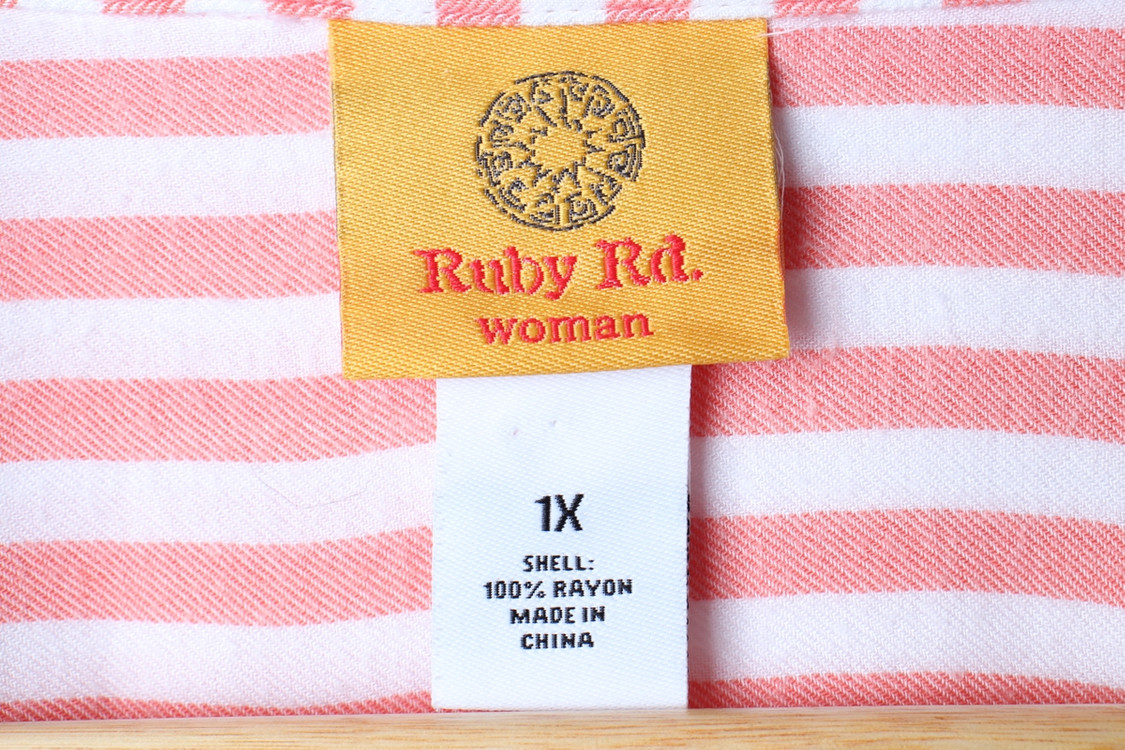 Ruby Rd.
woman
1X
SHELL:
100% RAYON
MADE IN
CHINA